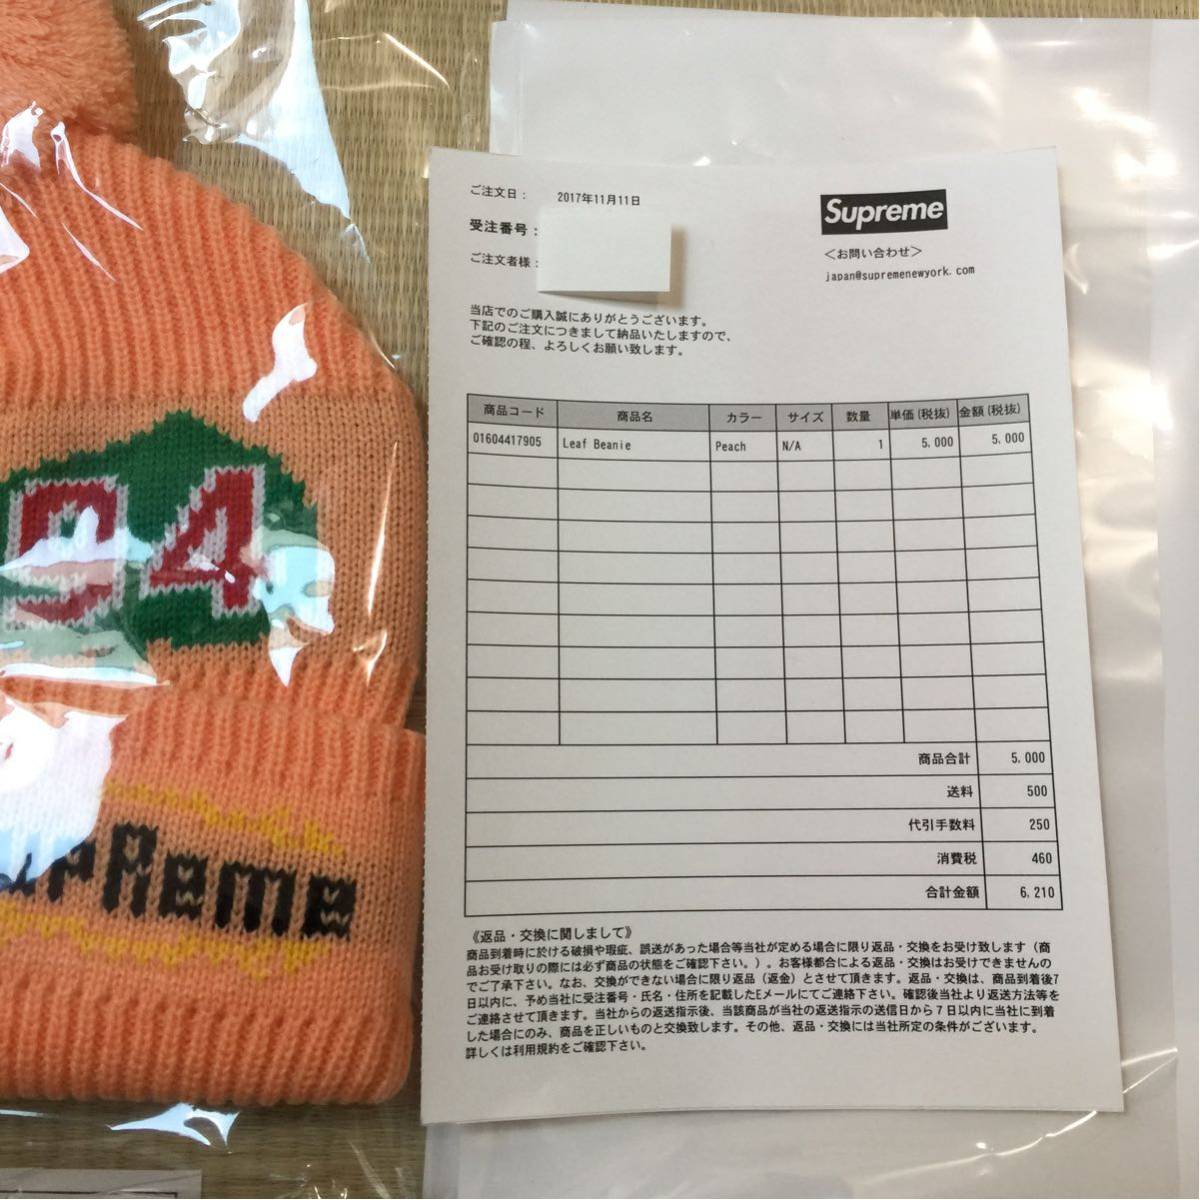 94
Supreme
ご注文日： 2017年11月11日
受注番号：
ご注文者様：
Supreme
＜お問い合わせ＞
japan@supremenewyork.com
当店でのご購入誠にありがとうございます。
下記のご注文につきまして納品いたしますので、
ご確認の程、よろしくお願い致します。
商品コード 商品名 カラー サイズ 数量 単価(税抜) 金額(税抜)
01604417905 Leaf Beanie Peach N/A 1 5,000 5,000
商品合計 5,000
送料 500
代引手数料 250
消費税 460
合計金額 6,210
《返品・交換に関しまして》
商品到着時に於ける破損や瑕疵、誤送があった場合等当社が定める場合に限り返品・交換をお受け致します（商
品お受け取りの際には必ず商品の状態をご確認下さい。）。お客様都合による返品・交換はお受けできませんの
でご了承下さい。なお、交換ができない場合に限り返品（返金）とさせて頂きます。返品・交換は、商品到着後7
日以内に、予め当社に受注番号・氏名・住所を記載したEメールにてご連絡下さい。確認後当社より返送方法等を
ご連絡させて頂きます。当社からの返送指示後、当該商品が当社の返送指示の送信日から７日以内に当社に到着
した場合にのみ、商品を正しいものと交換致します。その他、返品・交換には当社所定の条件がございます。
詳しくは利用規約をご確認下さい。